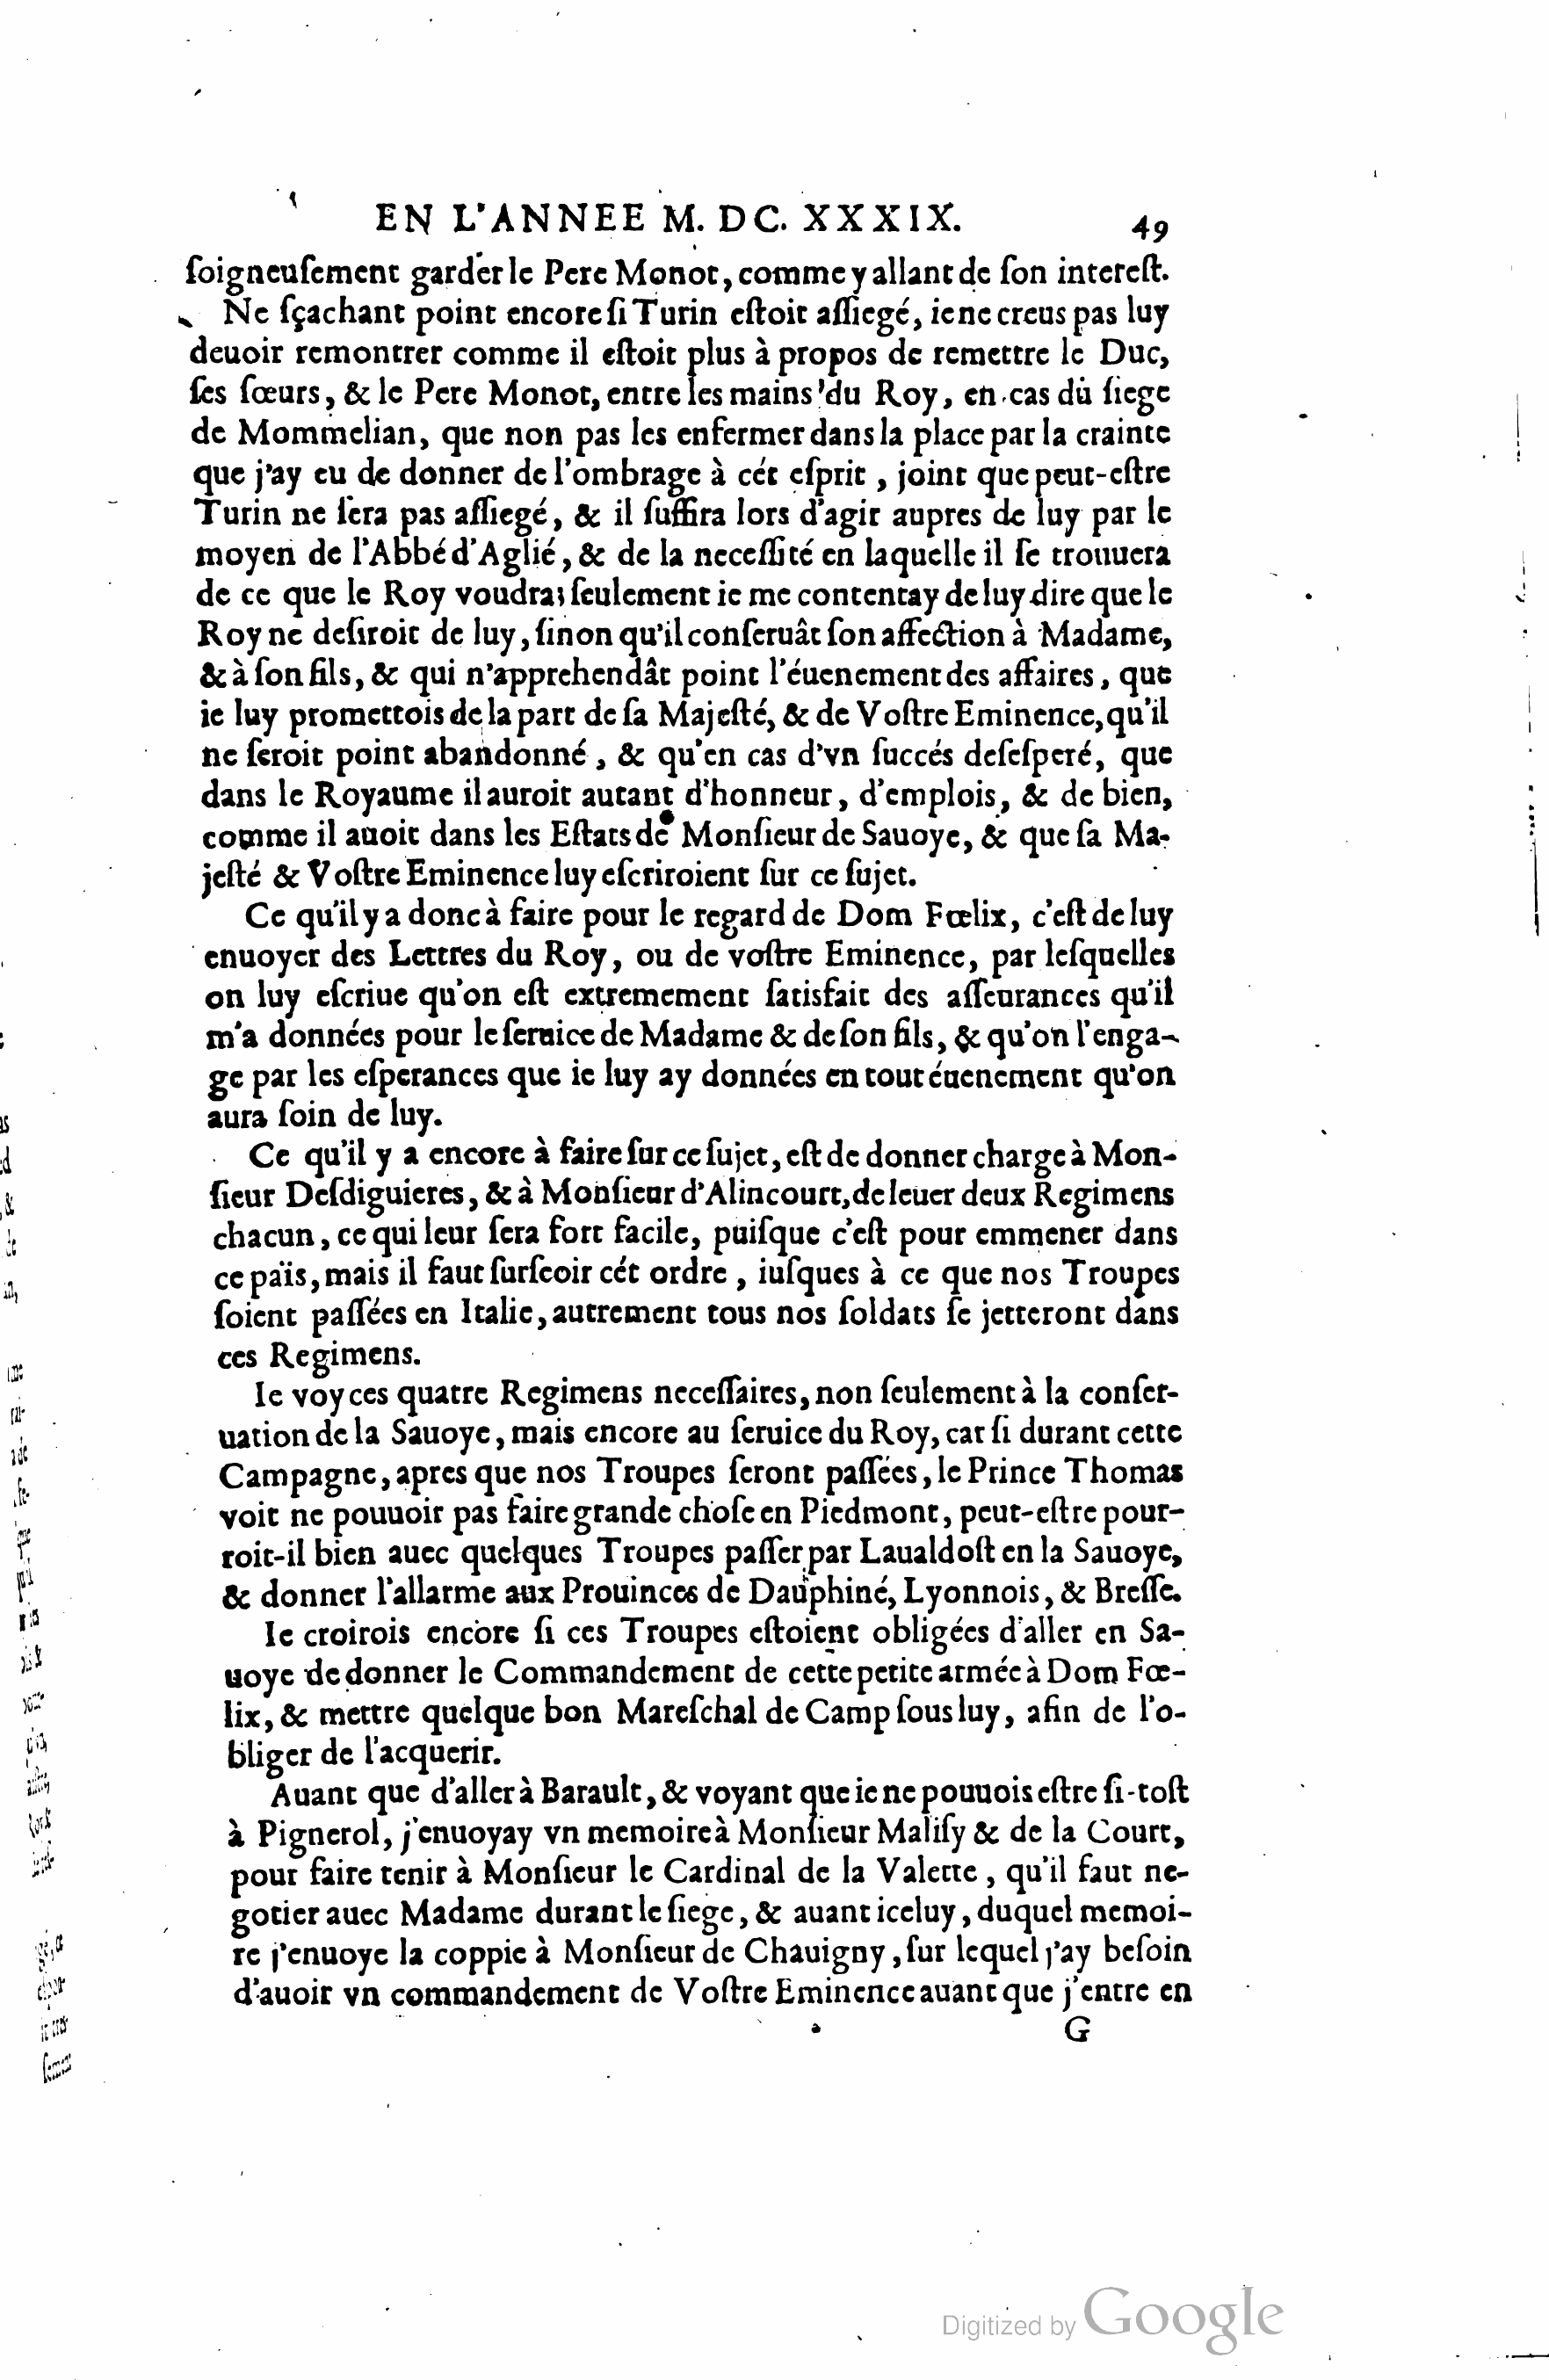 EN L'ANNEE M. DC. XXXIX. 49
ſoigneuſement garder le Pere Monot, comme y allant de ſon intereſt.
Ne ſçachant point encore ſi Turin eſtoit aſſiegé, ie ne creus pas luy
deuoir remontrer comme il eſtoit plus à propos de remettre le Duc,
ſes ſœurs, & le Pere Monot, entre les mains du Roy, en cas du ſiege
de Mommelian, que non pas les enfermer dans la place par la crainte
que j'ay eu de donner de l'ombrage à cét eſprit, joint que peut-eſtre
Turin ne ſera pas aſſiegé, & il ſuffira lors d'agir aupres de luy par le
moyen de l'Abbé d'Aglié, & de la neceſſité en laquelle il ſe trouuera
de ce que le Roy voudra; ſeulement ie me contentay de luy dire que le
Roy ne deſiroit de luy, ſinon qu'il conſeruât ſon affection à Madame,
& à ſon fils, & qui n'apprehendât point l'éuenement des affaires, que
ie luy promettois de la part de ſa Majeſté, & de Voſtre Eminence, qu'il
ne ſeroit point abandonné, & qu'en cas d'vn ſuccés deſeſperé, que
dans le Royaume il auroit autant d'honneur, d'emplois, & de bien,
comme il auoit dans les Eſtats de Monſieur de Sauoye, & que ſa Ma-
jeſté & Voſtre Eminence luy eſcriroient ſur ce ſujet.
Ce qu'il y a donc à faire pour le regard de Dom Fœlix, c'eſt de luy
enuoyer des Lettres du Roy, ou de voſtre Eminence, par leſquelles
on luy eſcriue qu'on eſt extremement ſatisfait des aſſeurances qu'il
m'a données pour le ſeruice de Madame & de ſon fils, & qu'on l'enga-
ge par les eſperances que ie luy ay données en tout éuenement qu'on
aura ſoin de luy.
Ce qu'il y a encore à faire ſur ce ſujet, eſt de donner charge à Mon-
ſieur Deſdiguieres, & à Monſieur d'Alincourt, de leuer deux Regimens
chacun, ce qui leur ſera fort facile, puiſque c'eſt pour emmener dans
ce païs, mais il faut ſurſeoir cét ordre, iuſques à ce que nos Troupes
ſoient paſſées en Italie, autrement tous nos ſoldats ſe jetteront dans
ces Regimens.
Ie voy ces quatre Regimens neceſſaires, non ſeulement à la conſer-
uation de la Sauoye, mais encore au ſeruice du Roy, car ſi durant cette
Campagne, apres que nos Troupes ſeront paſſées, le Prince Thomas
voit ne pouuoir pas faire grande choſe en Piedmont, peut-eſtre pour-
roit-il bien auec quelques Troupes paſſer par Laualdoſt en la Sauoye,
& donner l'allarme aux Prouinces de Dauphiné, Lyonnois, & Breſſe.
Ie croirois encore ſi ces Troupes eſtoient obligées d'aller en Sa-
uoye de donner le Commandement de cette petite armée à Dom Fœ-
lix, & mettre quelque bon Mareſchal de Camp ſous luy, afin de l'o-
bliger de l'acquerir.
Auant que d'aller à Barault, & voyant que ie ne pouuois eſtre ſi-toſt
à Pignerol, j'enuoyay vn memoire à Monſieur Maliſy & de la Court,
pour faire tenir à Monſieur le Cardinal de la Valette, qu'il faut ne-
gotier auec Madame durant le ſiege, & auant iceluy, duquel memoi-
re j'enuoye la coppie à Monſieur de Chauigny, ſur lequel j'ay beſoin
d'auoir vn commandement de Voſtre Eminence auant que j'entre en
G
Digitized by Google